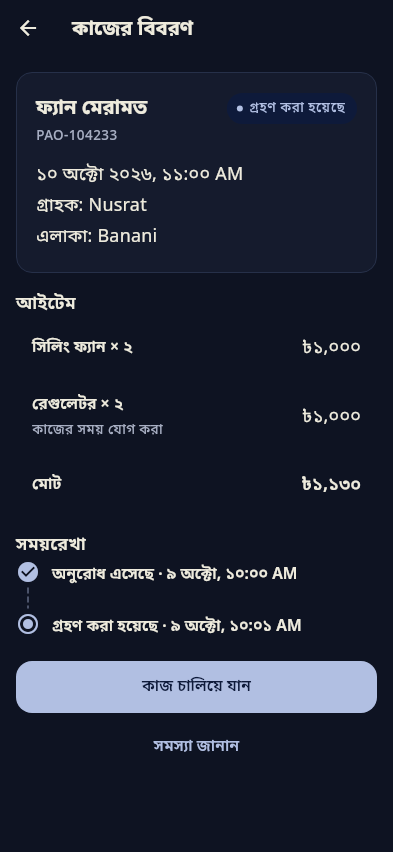 কাজের বিবরণ
ফ্যান মেরামত
গ্রহণ করা হয়েছে
PAO-104233
১০ অক্টো ২০২৬, ১১:০০ AM
গ্রাহক: Nusrat
এলাকা: Banani
আইটেম
সিলিং ফ্যান × ২
৳১,০০০
রেগুলেটর × ২
কাজের সময় যোগ করা
৳১,০০০
মোট
৳১,১৩০
সময়রেখা
অনুরোধ এসেছে · ৯ অক্টো, ১০:০০ AM
গ্রহণ করা হয়েছে · ৯ অক্টো, ১০:০১ AM
কাজ চালিয়ে যান
সমস্যা জানান